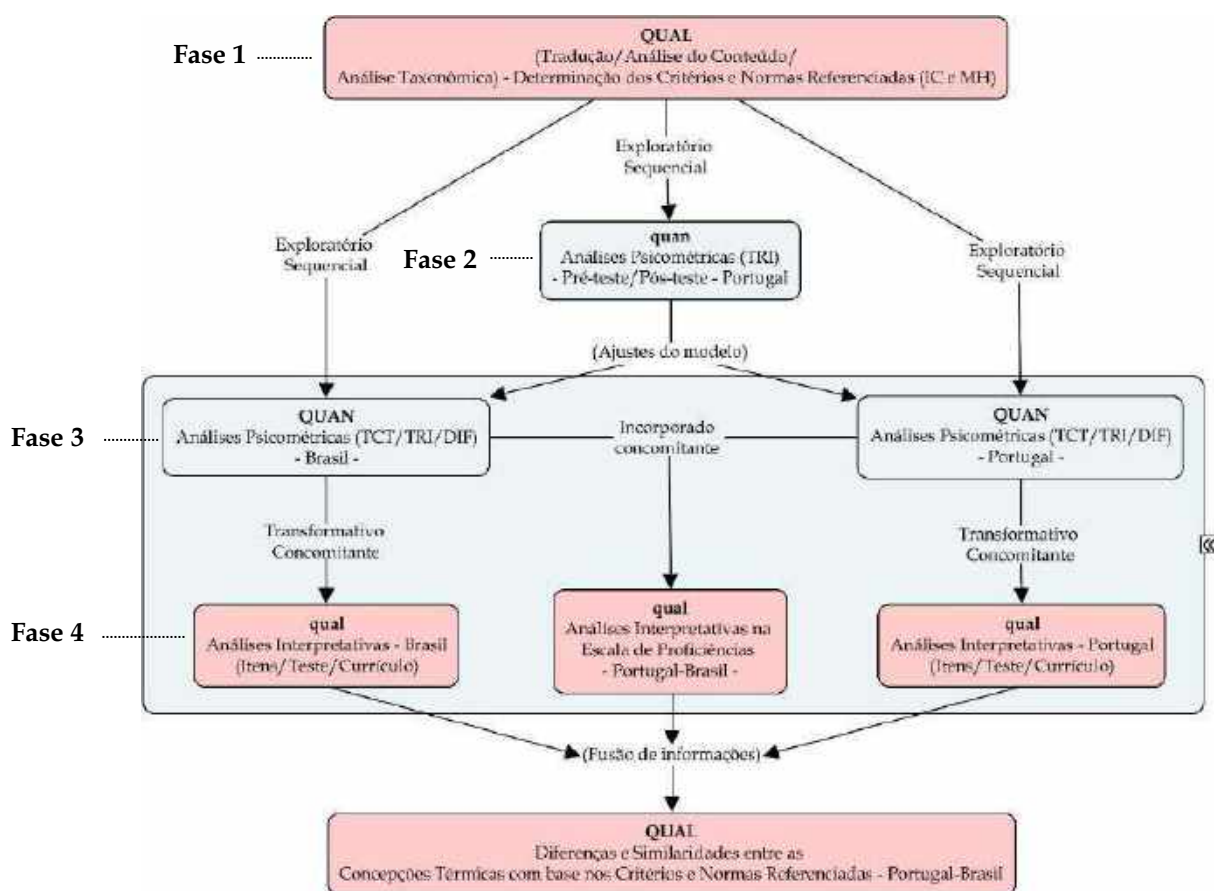 Fase 1
QUAL
(Tradução/Análise do Conteúdo/
Análise Taxonômica) - Determinação dos Critérios e Normas Referenciadas (IC e MH)
Exploratório
Sequencial
Exploratório
Sequencial
Exploratório
Sequencial
Fase 2
quan
Análises Psicométricas (TRI)
- Pré-teste/Pós-teste - Portugal
(Ajustes do modelo)
Fase 3
QUAN
Análises Psicométricas (TCT/TRI/DIF)
- Brasil -
Incorporado
concomitante
QUAN
Análises Psicométricas (TCT/TRI/DIF)
- Portugal -
Transformativo
Concomitante
Transformativo
Concomitante
Fase 4
qual
Análises Interpretativas - Brasil
(Itens/Teste/Currículo)
qual
Análises Interpretativas na
Escala de Proficiências
- Portugal-Brasil -
qual
Análises Interpretativas - Portugal
(Itens/Teste/Currículo)
(Fusão de informações)
QUAL
Diferenças e Similaridades entre as
Concepções Térmicas com base nos Critérios e Normas Referenciadas - Portugal-Brasil